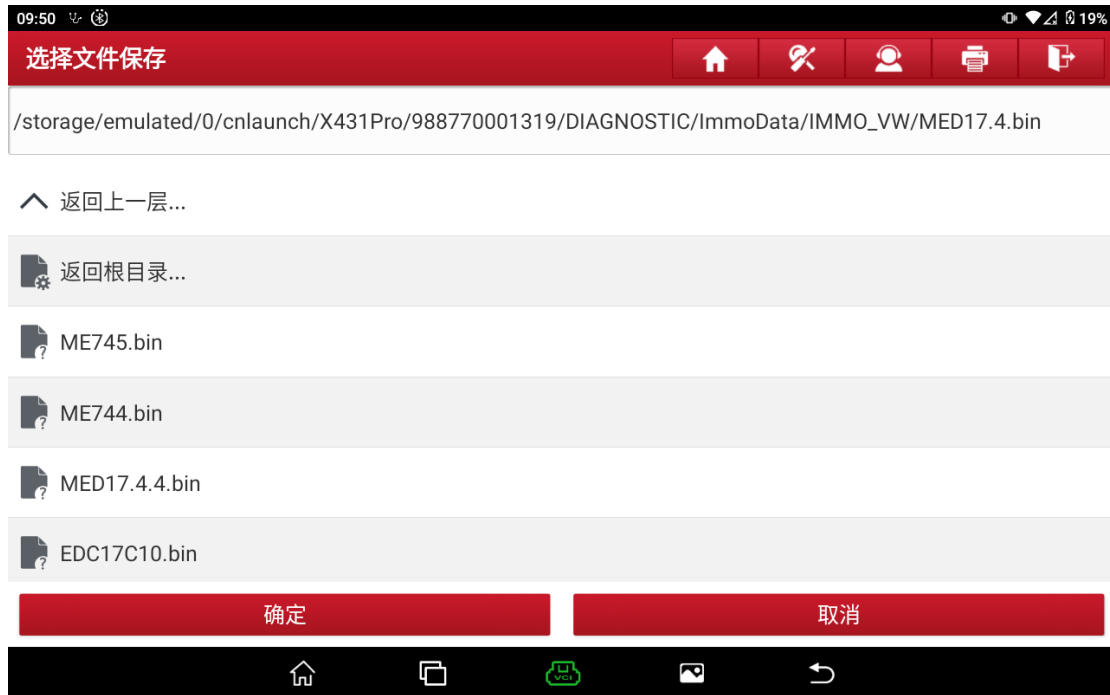 09:50 19%
选择文件保存
/storage/emulated/0/cnlaunch/X431Pro/988770001319/DIAGNOSTIC/ImmoData/IMMO_VW/MED17.4.bin
返回上一层...
返回根目录...
ME745.bin
ME744.bin
MED17.4.4.bin
EDC17C10.bin
确定 取消
VCI